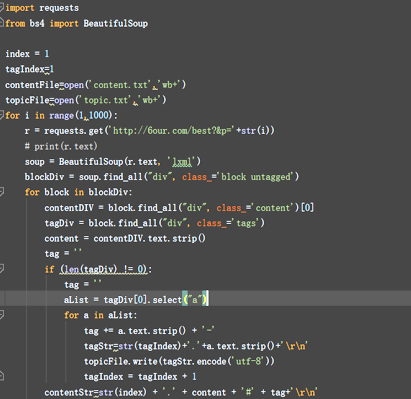 import requests
from bs4 import BeautifulSoup
index = 1
tagIndex=1
contentFile=open('content.txt','wb+')
topicFile=open('topic.txt','wb+')
for i in range(1,1000):
r = requests.get('http://6our.com/best?&p='+str(i))
# print(r.text)
soup = BeautifulSoup(r.text, 'lxml')
blockDiv = soup.find_all("div", class_='block untagged')
for block in blockDiv:
contentDIV = block.find_all("div", class_='content')[0]
tagDiv = block.find_all("div", class_='tags')
content = contentDIV.text.strip()
tag = ''
if (len(tagDiv) != 0):
tag = ''
aList = tagDiv[0].select("a")
for a in aList:
tag += a.text.strip() + '-'
tagStr=str(tagIndex)+'.'+a.text.strip()+'\r\n'
topicFile.write(tagStr.encode('utf-8'))
tagIndex = tagIndex + 1
contentStr=str(index) + '.' + content + '#' + tag+'\r\n'